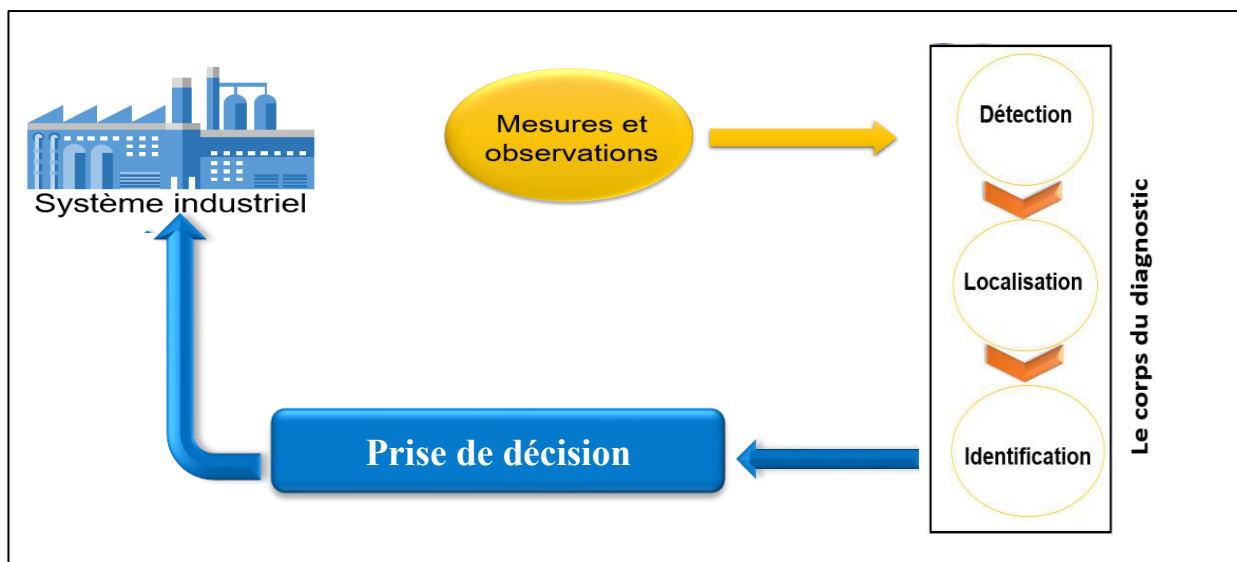 Mesures et
observations
Système industriel
Détection
Localisation
Identification
Le corps du diagnostic
Prise de décision